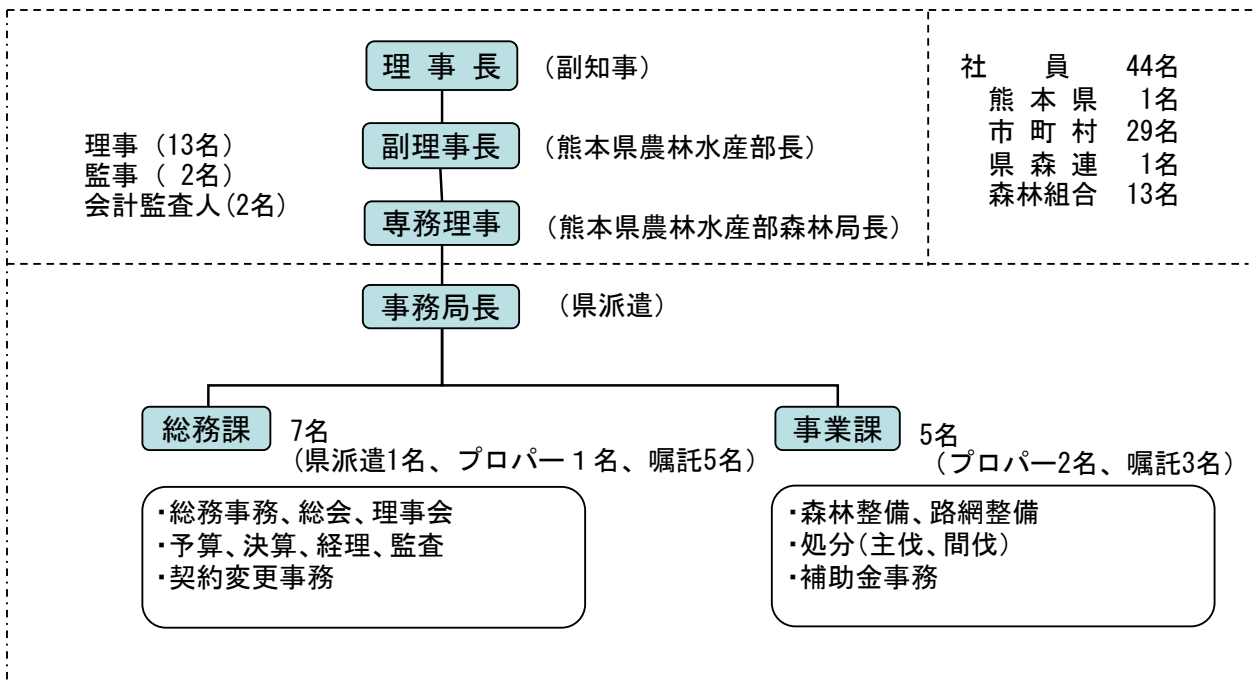 理 事 長 (副知事)
副理事長 (熊本県農林水産部長)
専務理事 (熊本県農林水産部森林局長)
理事 (13名)
監事 ( 2名)
会計監査人(2名)
社 員 44名
熊 本 県 1名
市 町 村 29名
県 森 連 1名
森林組合 13名
事務局長 (県派遣)
総務課 7名
(県派遣1名、プロパー1名、嘱託5名)
・総務事務、総会、理事会
・予算、決算、経理、監査
・契約変更事務
事業課 5名
(プロパー2名、嘱託3名)
・森林整備、路網整備
・処分(主伐、間伐)
・補助金事務